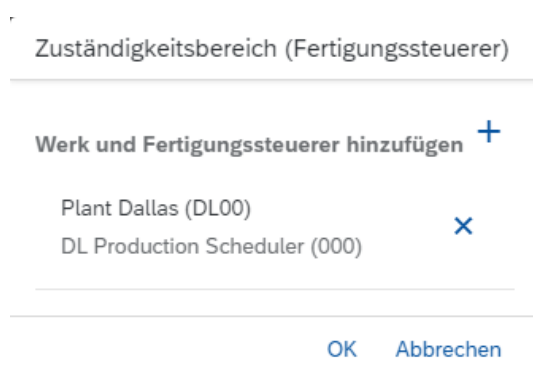 Zuständigkeitsbereich (Fertigungssteuerer)
Werk und Fertigungssteuerer hinzufügen
Plant Dallas (DL00)
DL Production Scheduler (000)
OK Abbrechen